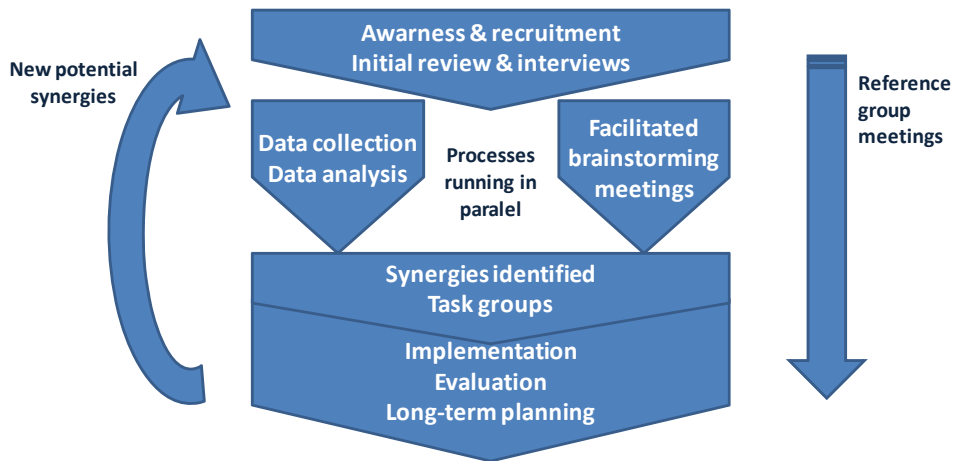 Awarness & recruitment
Initial review & interviews
New potential
synergies
Reference
group
meetings
Data collection
Data analysis
Processes
running in
paralel
Facilitated
brainstorming
meetings
Synergies identified
Task groups
Implementation
Evaluation
Long-term planning